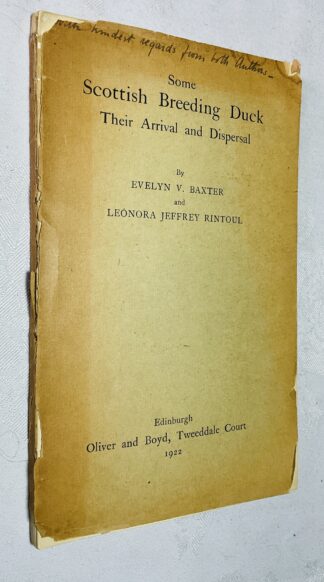 With kindest regards from both Authors _
Some
Scottish Breeding Duck
Their Arrival and Dispersal
By
EVELYN V. BAXTER
and
LEONORA JEFFREY RINTOUL
Edinburgh
Oliver and Boyd, Tweeddale Court
1922